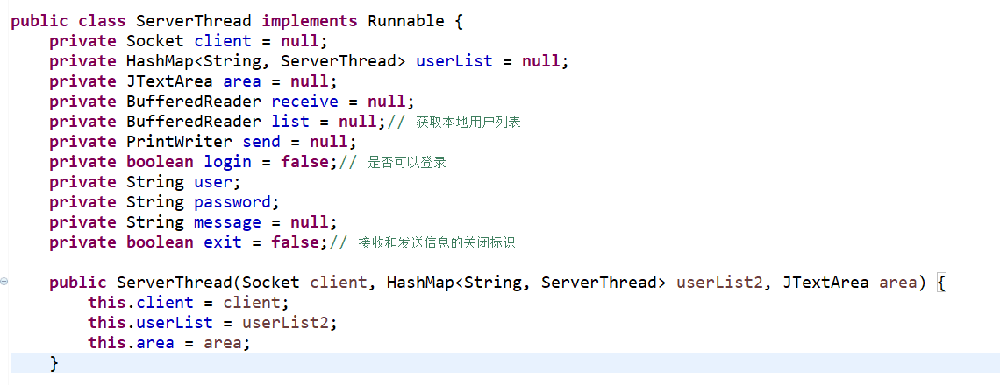 public class ServerThread implements Runnable {
private Socket client = null;
private HashMap<String, ServerThread> userList = null;
private JTextArea area = null;
private BufferedReader receive = null;
private BufferedReader list = null;// 获取本地用户列表
private PrintWriter send = null;
private boolean login = false;// 是否可以登录
private String user;
private String password;
private String message = null;
private boolean exit = false;// 接收和发送信息的关闭标识
public ServerThread(Socket client, HashMap<String, ServerThread> userList2, JTextArea area) {
this.client = client;
this.userList = userList2;
this.area = area;
}